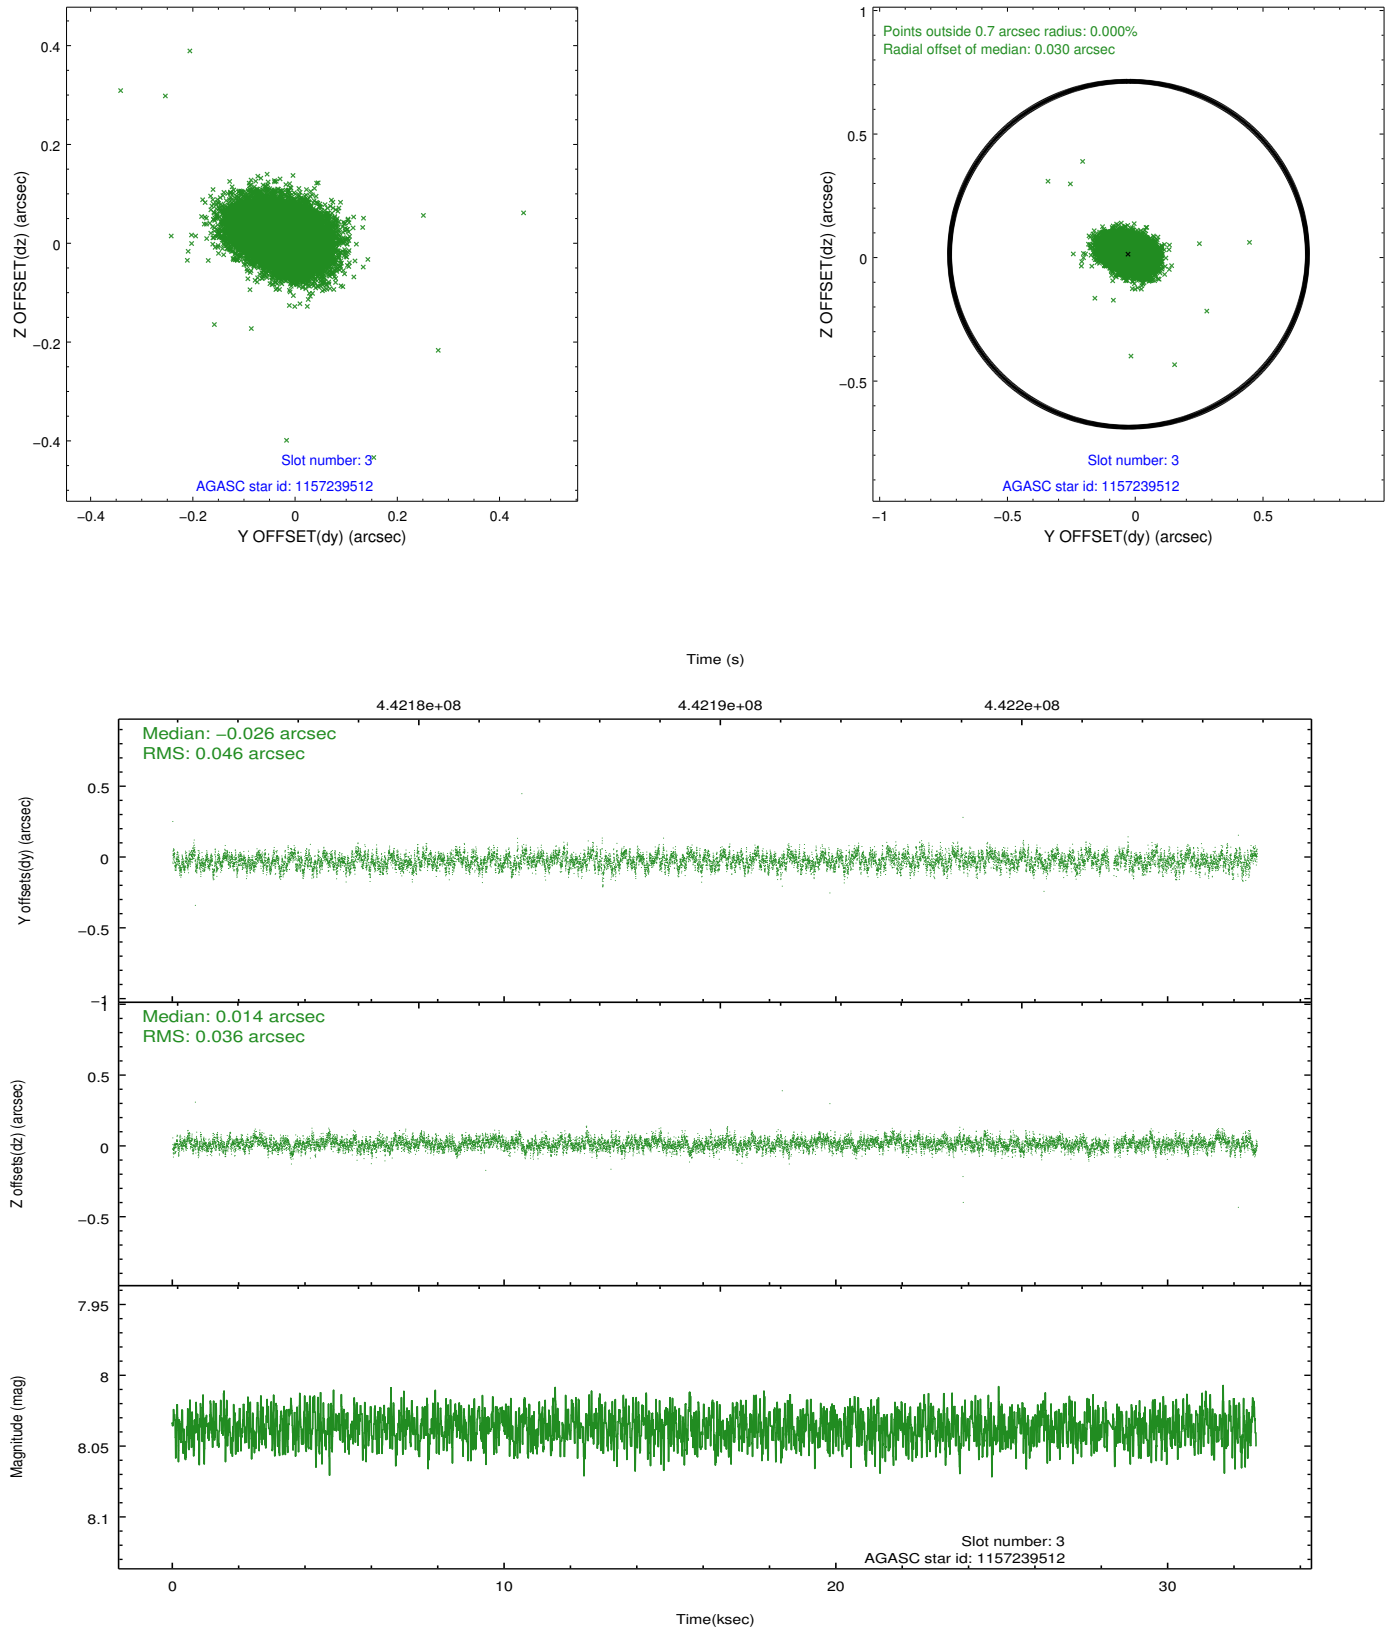 0.4
0.2
0
−0.2
−0.4
Z OFFSET(dz) (arcsec)
Slot number: 3
AGASC star id: 1157239512
−0.4
−0.2
0
0.2
0.4
Y OFFSET(dy) (arcsec)
Points outside 0.7 arcsec radius: 0.000%
Radial offset of median: 0.030 arcsec
1
0.5
0
−0.5
Z OFFSET(dz) (arcsec)
Slot number: 3
AGASC star id: 1157239512
−1
−0.5
0
0.5
Y OFFSET(dy) (arcsec)
Time (s)
4.4218e+08
4.4219e+08
4.422e+08
Median: −0.026 arcsec
RMS: 0.046 arcsec
0.5
0
−0.5
−1
Y offsets(dy) (arcsec)
Median: 0.014 arcsec
RMS: 0.036 arcsec
1
0.5
0
−0.5
Z offsets(dz) (arcsec)
7.95
8
8.05
8.1
Magnitude (mag)
Slot number: 3
AGASC star id: 1157239512
0
10
20
30
Time(ksec)